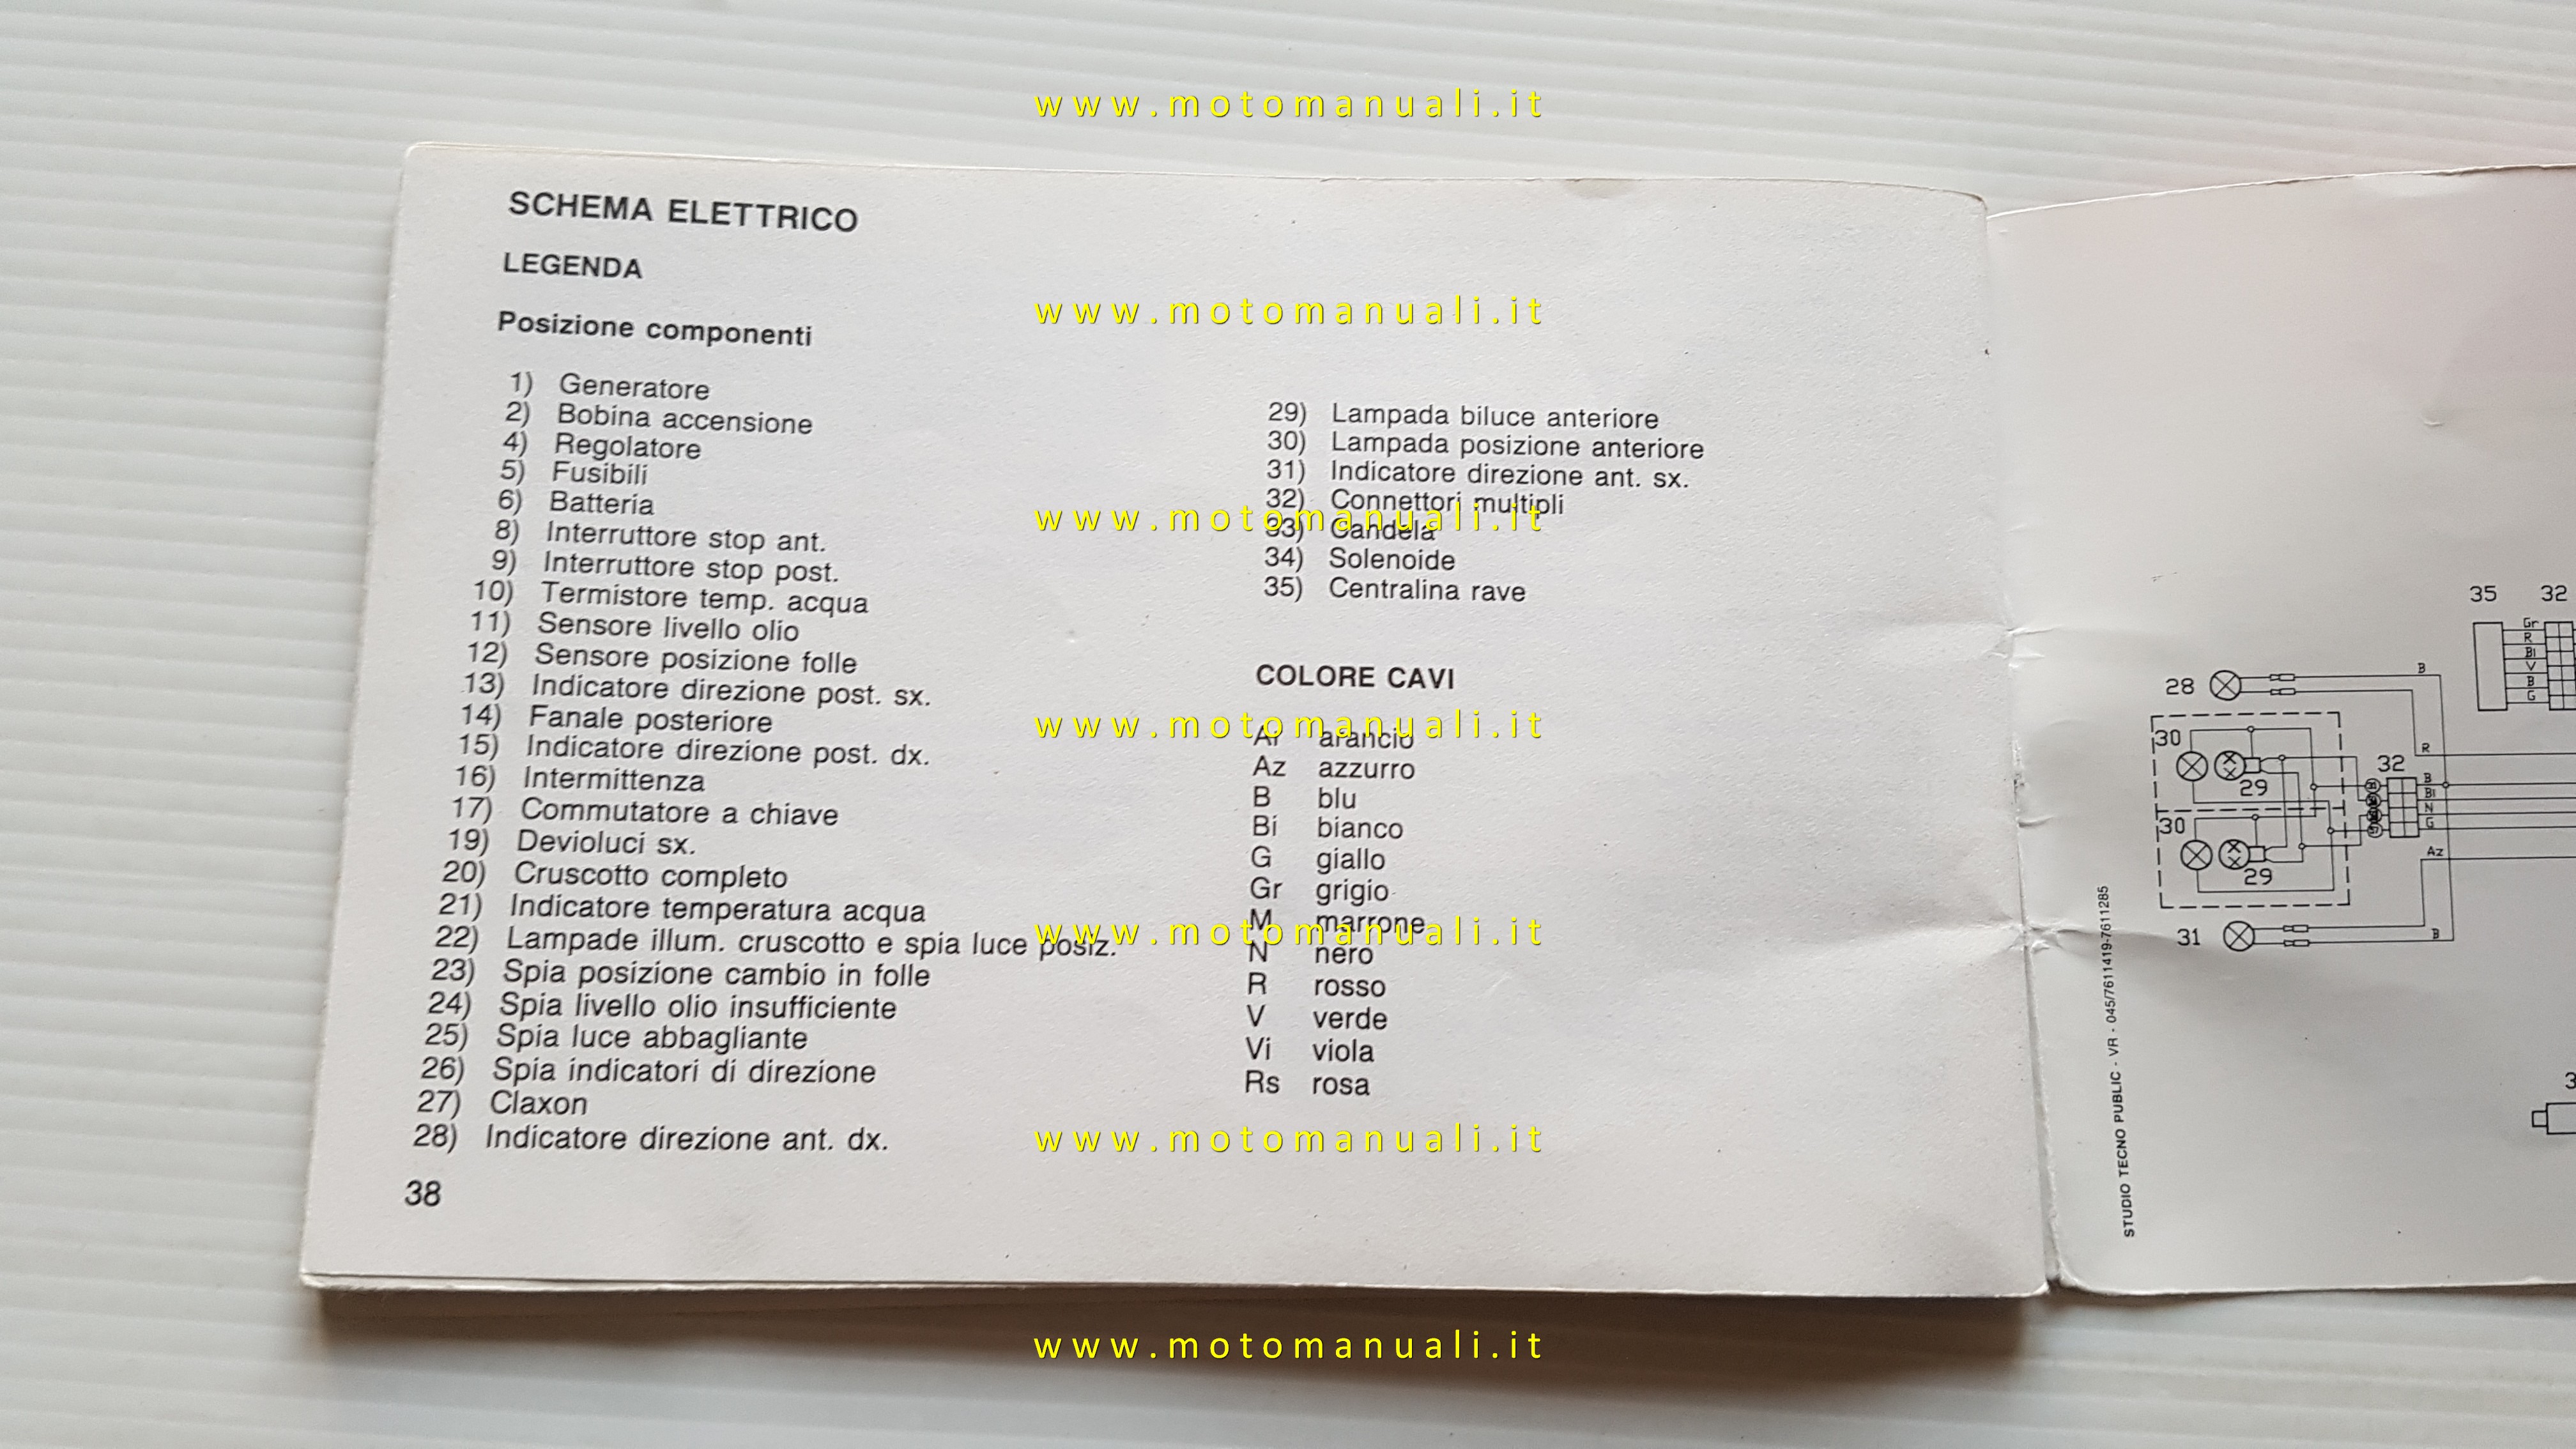 www.motomanuali.it
SCHEMA ELETTRICO
LEGENDA
Posizione componenti
1) Generatore
2) Bobina accensione
4) Regolatore
5) Fusibili
6) Batteria
8) Interruttore stop ant.
9) Interruttore stop post.
10) Termistore temp. acqua
11) Sensore livello olio
12) Sensore posizione folle
13) Indicatore direzione post. sx.
14) Fanale posteriore
15) Indicatore direzione post. dx.
16) Intermittenza
17) Commutatore a chiave
19) Devioluci sx.
20) Cruscotto completo
21) Indicatore temperatura acqua
22) Lampade illum. cruscotto e spia luce posiz.
23) Spia posizione cambio in folle
24) Spia livello olio insufficiente
25) Spia luce abbagliante
26) Spia indicatori di direzione
27) Claxon
28) Indicatore direzione ant. dx.
38
www.motomanuali.it
29) Lampada biluce anteriore
30) Lampada posizione anteriore
31) Indicatore direzione ant. sx.
32) Connettori multipli
www.motomanuali.it
33) Candela
34) Solenoide
35) Centralina rave
COLORE CAVI
www.motomanuali.it
Ar arancio
Az azzurro
B blu
Bi bianco
G giallo
Gr grigio
M marrone
www.motomanuali.it
N nero
R rosso
V verde
Vi viola
Rs rosa
www.motomanuali.it
www.motomanuali.it
35 32
Gr
R
Bi
V
B
G
28
B
R
30
29
32
B
Bi
N
G
30
29
Az
31
B
STUDIO TECNO PUBLIC - VR - 045/7611419-7611285